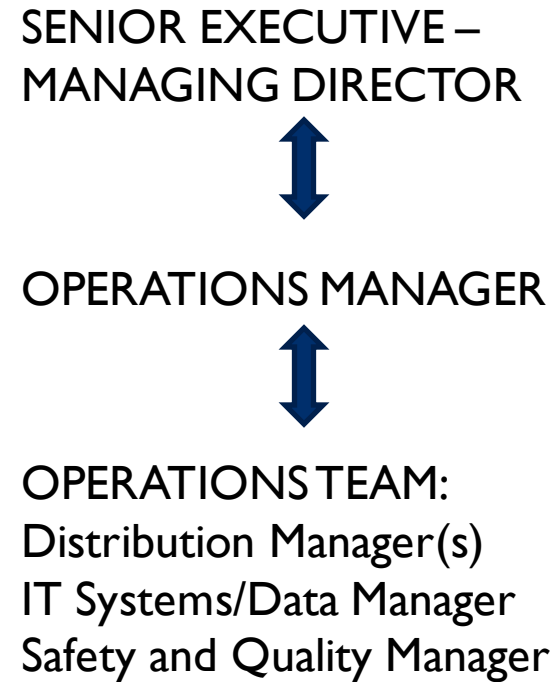 SENIOR EXECUTIVE –
MANAGING DIRECTOR
OPERATIONS MANAGER
OPERATIONS TEAM:
Distribution Manager(s)
IT Systems/Data Manager
Safety and Quality Manager